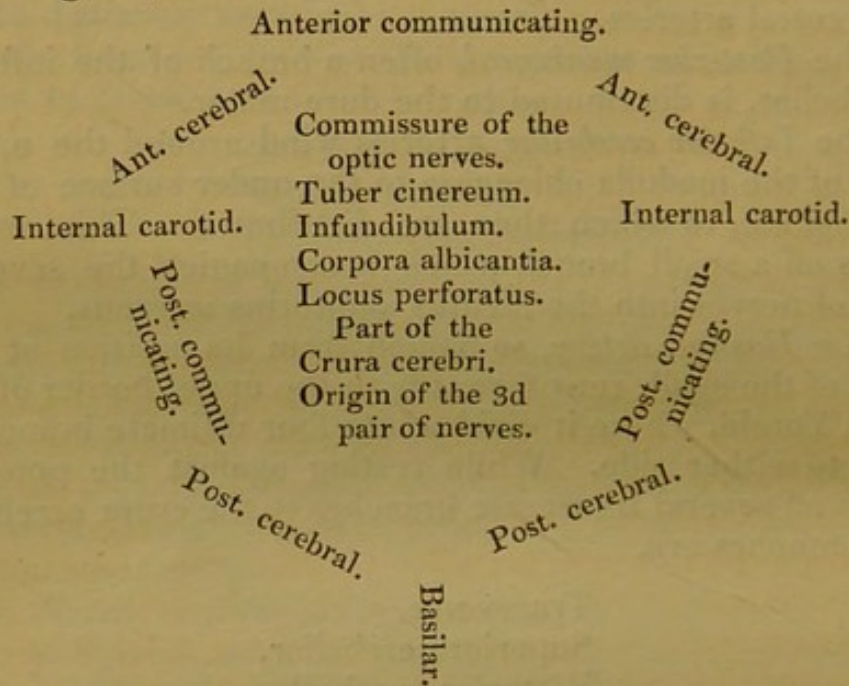 Anterior communicating.
Ant. cerebral.
Ant. cerebral.
Commissure of the
optic nerves.
Tuber cinereum.
Internal carotid.
Infundibulum.
Internal carotid.
Corpora albicantia.
Locus perforatus.
Part of the
Crura cerebri.
Origin of the 3d
pair of nerves.
Post. commu-
nicating.
Post. commu-
nicating.
Post. cerebral.
Post. cerebral.
Basilar.